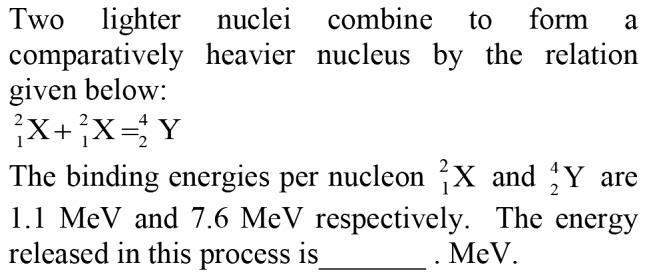 Two lighter nuclei combine to form a
comparatively heavier nucleus by the relation
given below:
²₁X + ²₁X = ⁴₂ Y
The binding energies per nucleon ²₁X and ⁴₂Y are
1.1 MeV and 7.6 MeV respectively. The energy
released in this process is________ . MeV.